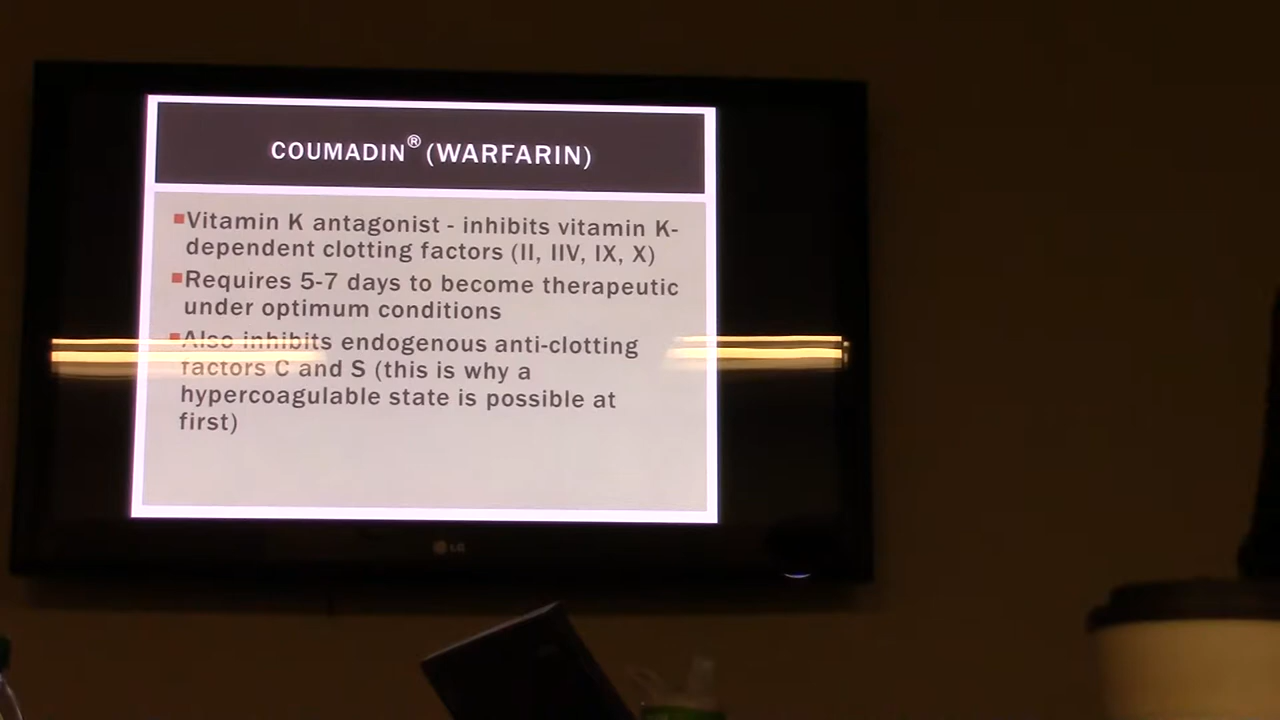 COUMADIN® (WARFARIN)
▪Vitamin K antagonist - inhibits vitamin K-
dependent clotting factors (II, IIV, IX, X)
▪Requires 5-7 days to become therapeutic
under optimum conditions
▪Also inhibits endogenous anti-clotting
factors C and S (this is why a
hypercoagulable state is possible at
first)
LG